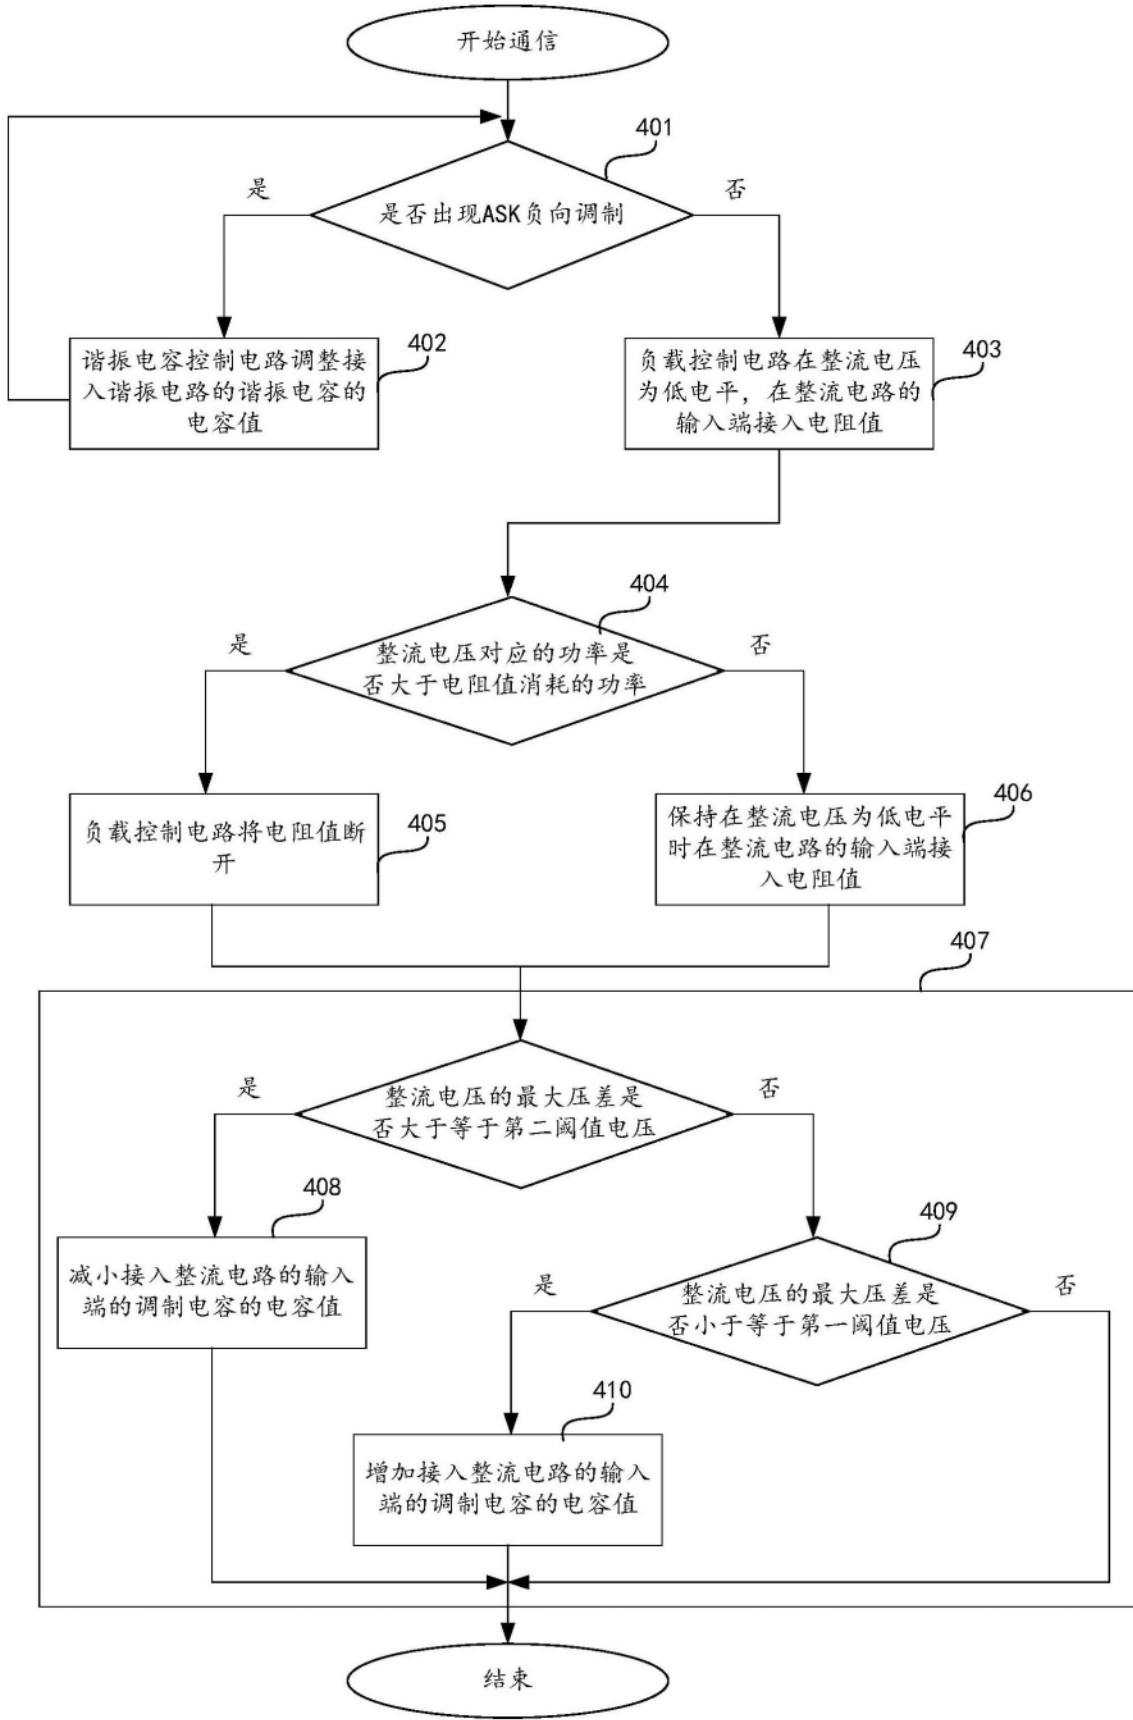 开始通信
401
是
否
是否出现ASK负向调制
402
谐振电容控制电路调整接
入谐振电路的谐振电容的
电容值
403
负载控制电路在整流电压
为低电平，在整流电路的
输入端接入电阻值
404
是
否
整流电压对应的功率是
否大于电阻值消耗的功率
405
负载控制电路将电阻值断
开
406
保持在整流电压为低电平
时在整流电路的输入端接
入电阻值
407
是
否
整流电压的最大压差是
否大于等于第二阈值电压
408
减小接入整流电路的输入
端的调制电容的电容值
409
是
否
整流电压的最大压差是
否小于等于第一阈值电压
410
增加接入整流电路的输入
端的调制电容的电容值
结束